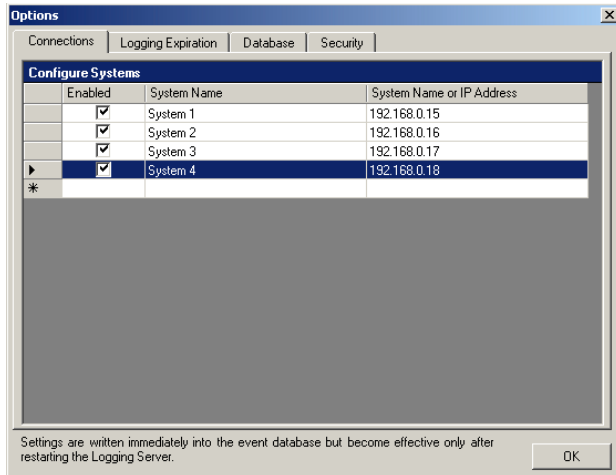 Options
Connections Logging Expiration Database Security
Configure Systems
Enabled System Name System Name or IP Address
System 1 192.168.0.15
System 2 192.168.0.16
System 3 192.168.0.17
System 4 192.168.0.18
Settings are written immediately into the event database but become effective only after
restarting the Logging Server.
OK